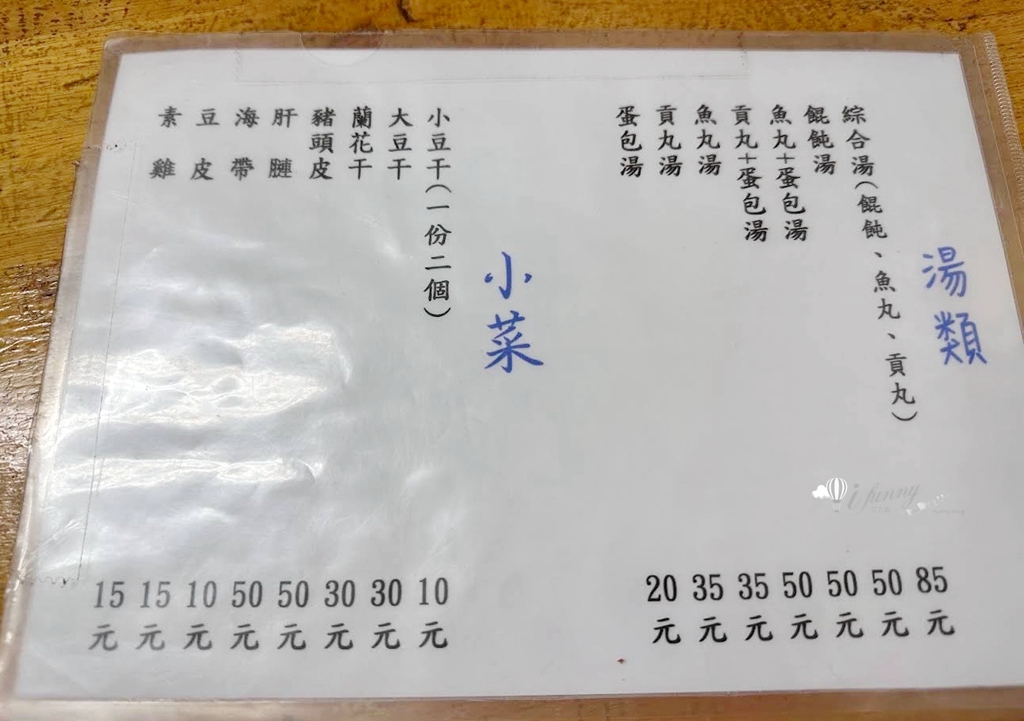 湯類
綜合湯(餛飩、魚丸、貢丸) 85元
餛飩湯 50元
魚丸+蛋包湯 50元
貢丸+蛋包湯 50元
魚丸湯 35元
貢丸湯 35元
蛋包湯 20元
小菜
小豆干(一份二個) 10元
大豆干 30元
蘭花干 30元
豬頭皮 50元
肝腱 50元
海帶 10元
豆皮 15元
素雞 15元
i funny